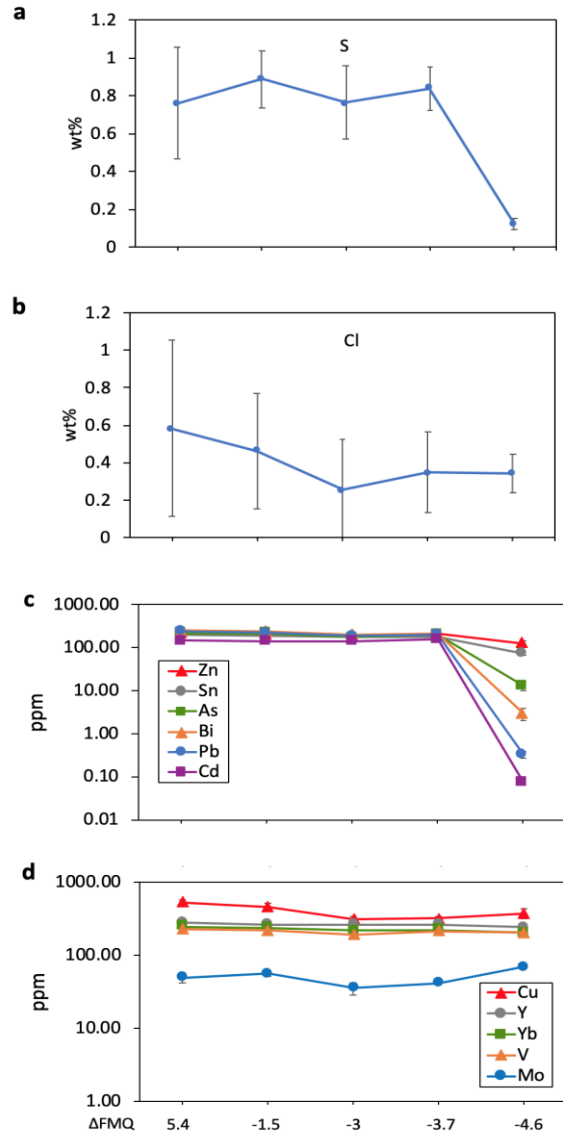 a
S
wt%
1.2
1
0.8
0.6
0.4
0.2
0
b
Cl
wt%
1.2
1
0.8
0.6
0.4
0.2
0
c
ppm
1000.00
100.00
10.00
1.00
0.10
0.01
Zn
Sn
As
Bi
Pb
Cd
d
ppm
1000.00
100.00
10.00
1.00
Cu
Y
Yb
V
Mo
ΔFMQ 5.4 -1.5 -3 -3.7 -4.6